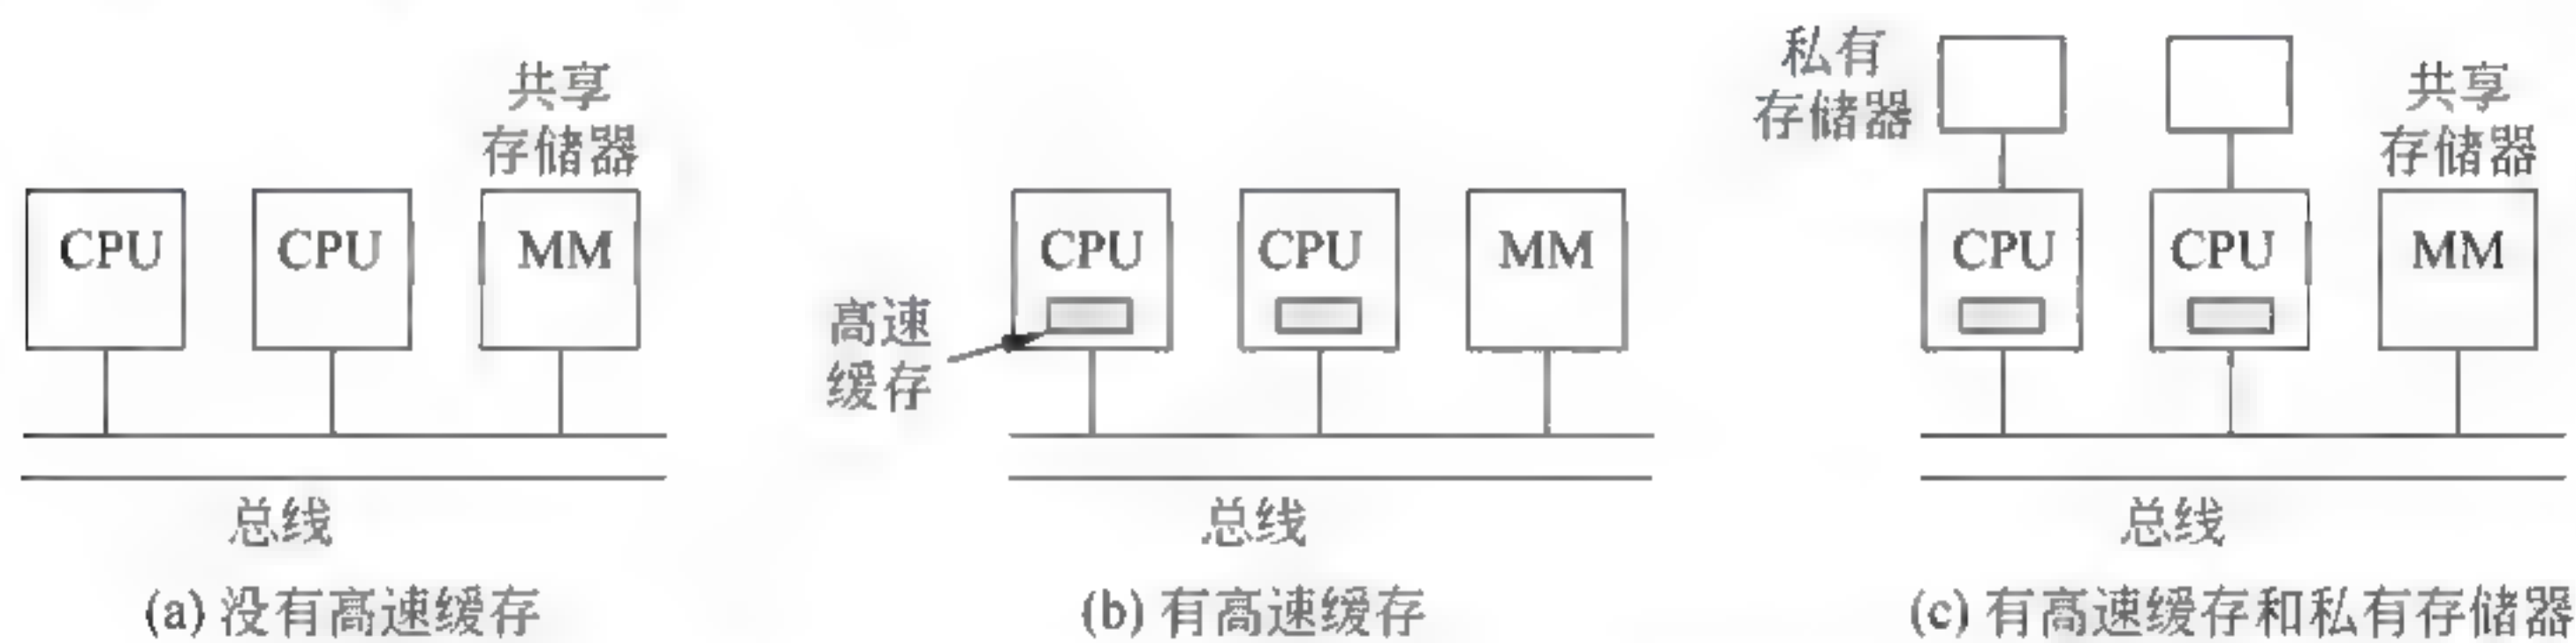 共享
存储器
CPU
CPU
MM
总线
(a) 没有高速缓存
高速
缓存
CPU
CPU
MM
总线
(b) 有高速缓存
私有
存储器
共享
存储器
CPU
CPU
MM
总线
(c) 有高速缓存和私有存储器